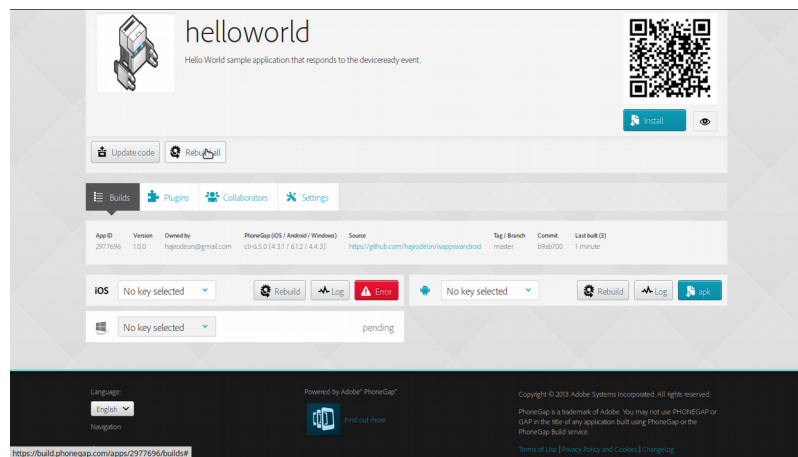 helloworld
Hello World sample application that responds to the deviceready event.
Install
Update code
Rebuild all
Builds
Plugins
Collaborators
Settings
App ID Version Owned by PhoneGap (iOS / Android / Windows) Source Tag / Branch Commit Last built (3)
2977696 1.0.0 hajirodeon@gmail.com cli-6.5.0 (4.3.1 / 6.1.2 / 4.4.3) https://github.com/hajirodeon/wappswandroid master b9ab700 1 minute
iOS No key selected Rebuild Log Error
No key selected Rebuild Log apk
No key selected pending
Language:
English
Navigation
Powered by Adobe® PhoneGap™
Find out more
Copyright © 2013 Adobe Systems Incorporated. All rights reserved.
PhoneGap is a trademark of Adobe. You may not use PHONEGAP or
GAP in the title of any application built using PhoneGap or the
PhoneGap Build service.
Terms of Use | Privacy Policy and Cookies | Changelog
https://build.phonegap.com/apps/2977696/builds#